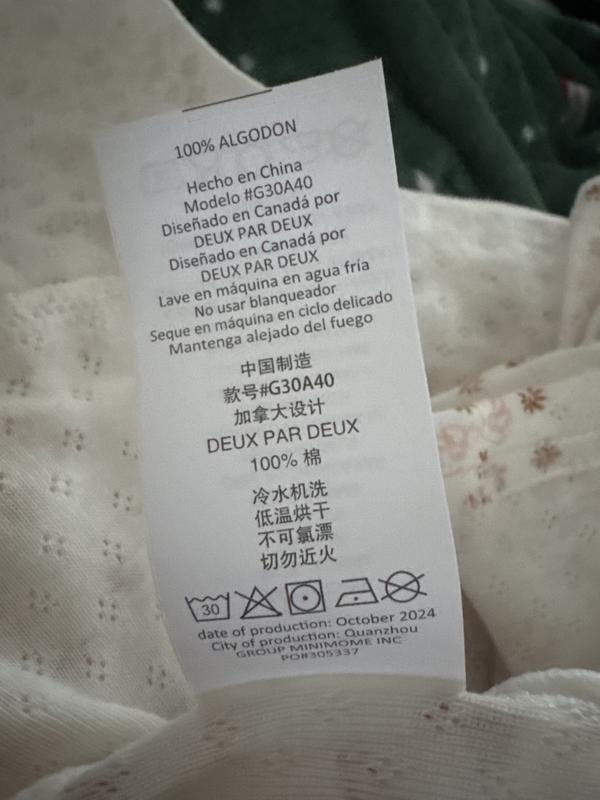 100% ALGODON
Hecho en China
Modelo #G30A40
Diseñado en Canadá por
DEUX PAR DEUX
Diseñado en Canadá por
DEUX PAR DEUX
Lave en máquina en agua fría
No usar blanqueador
Seque en máquina en ciclo delicado
Mantenga alejado del fuego
中国制造
款号#G30A40
加拿大设计
DEUX PAR DEUX
100% 棉
冷水机洗
低温烘干
不可氯漂
切勿近火
30
date of production: October 2024
City of production: Quanzhou
GROUP MINIMOME INC
PO#305337